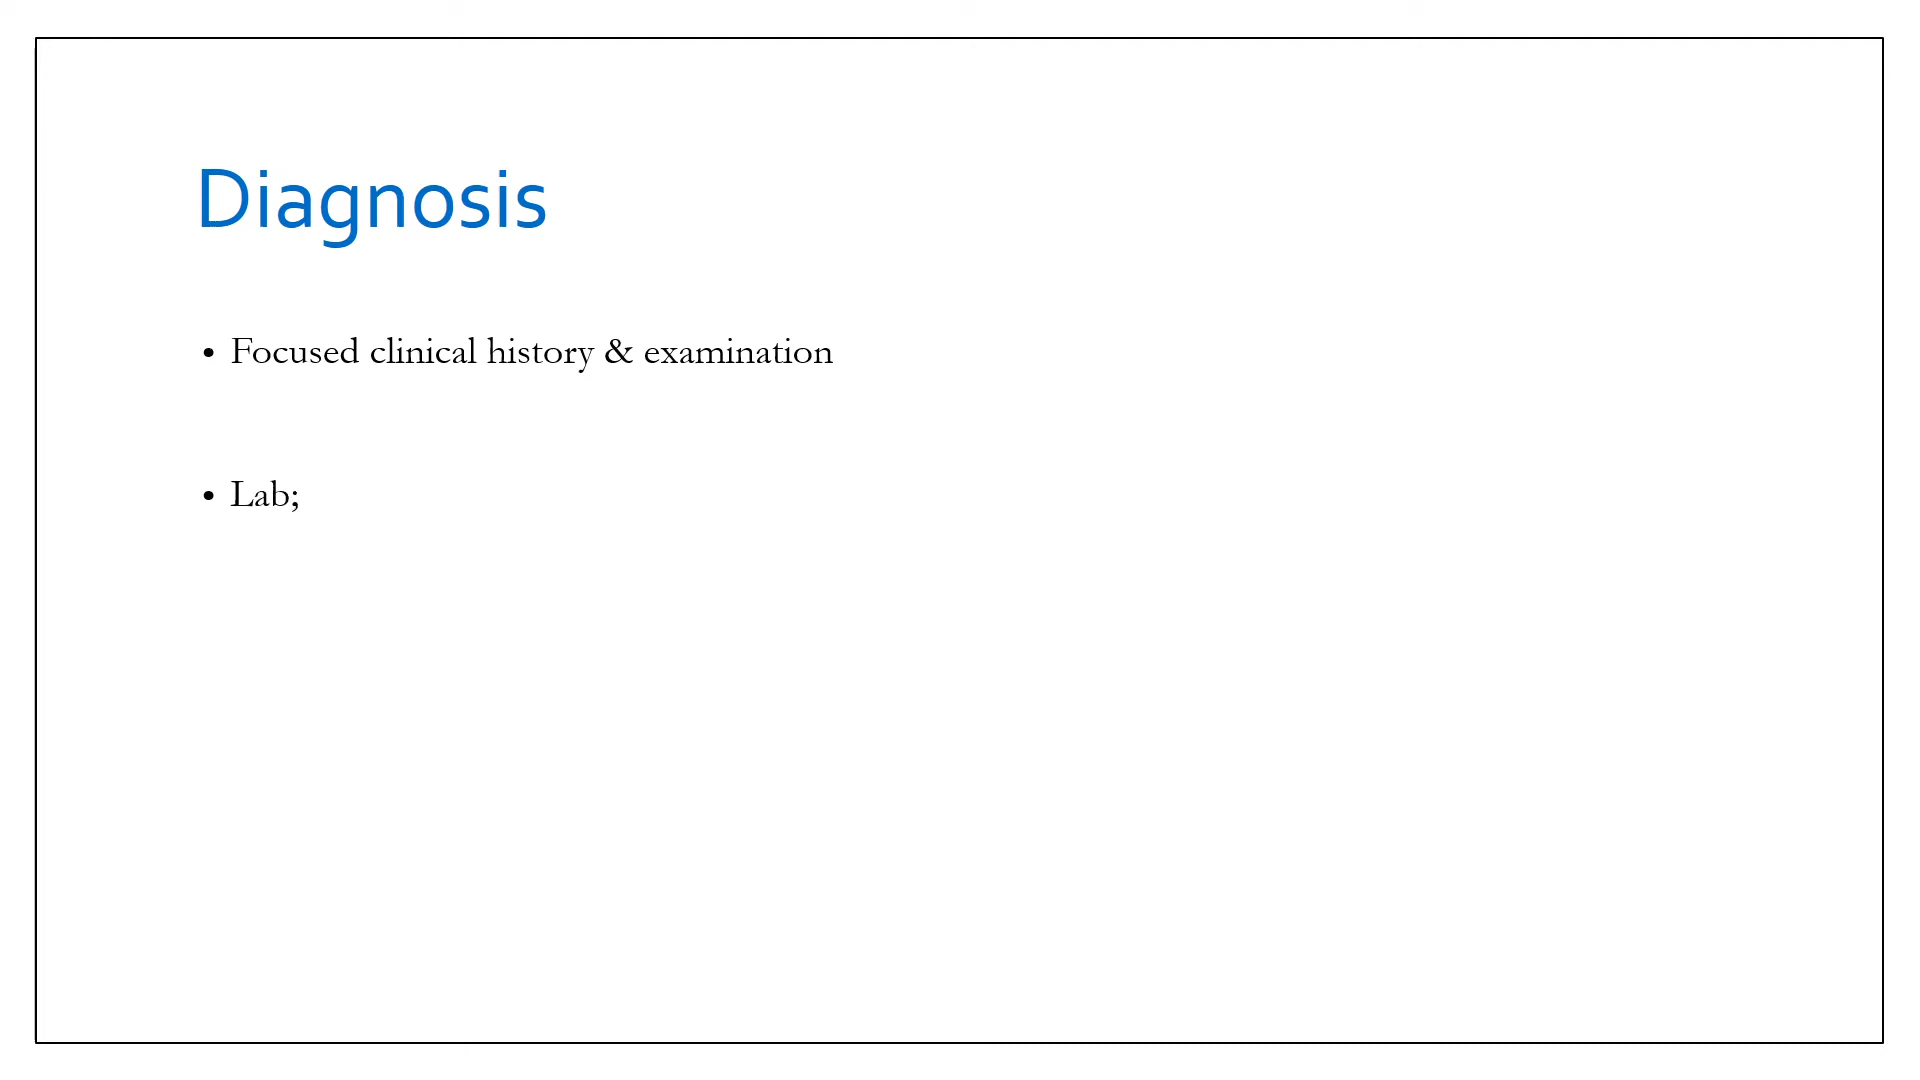 Diagnosis
• Focused clinical history & examination
• Lab;